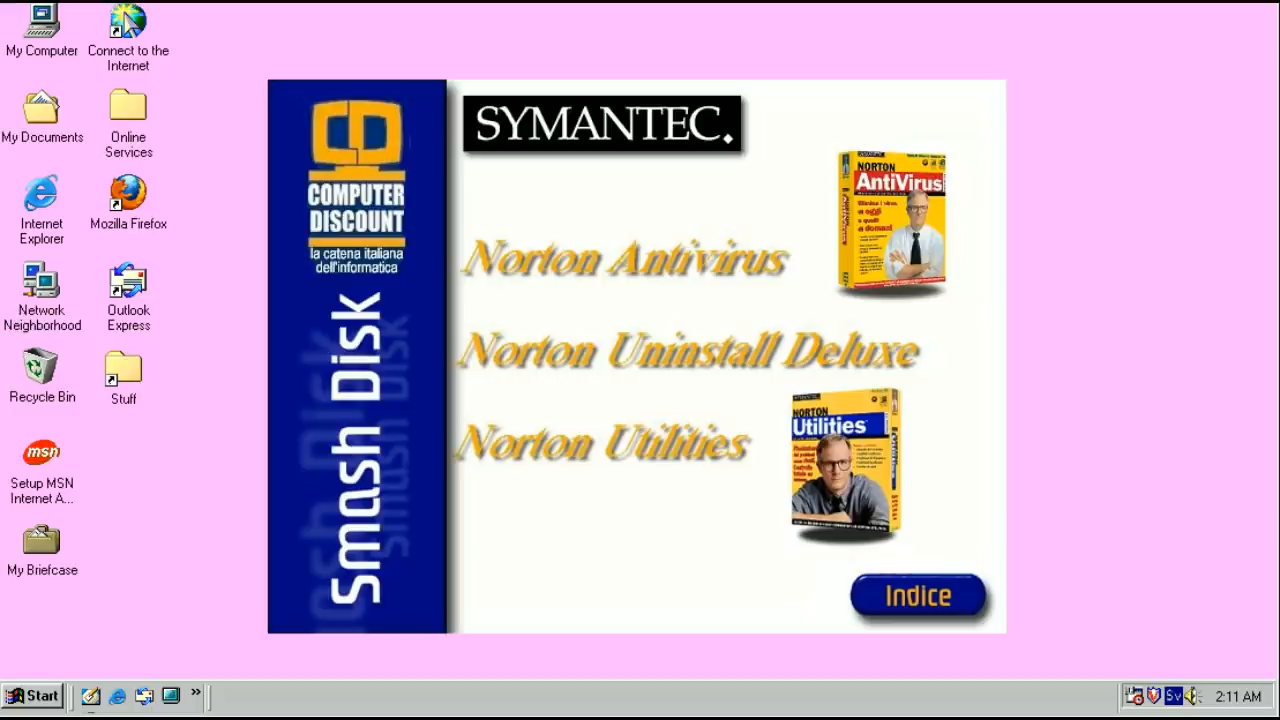 My Computer
Connect to the
Internet
My Documents
Online
Services
Internet
Explorer
Mozilla Firefox
Network
Neighborhood
Outlook
Express
Recycle Bin
Stuff
msn
Setup MSN
Internet A...
My Briefcase
CD
COMPUTER
DISCOUNT
la catena italiana
dell'informatica
Smash Disk
SYMANTEC.
NORTON
AntiVirus
Norton Antivirus
Norton Uninstall Deluxe
Norton Utilities
NORTON
Utilities
Indice
Start
»
Sv
2:11 AM